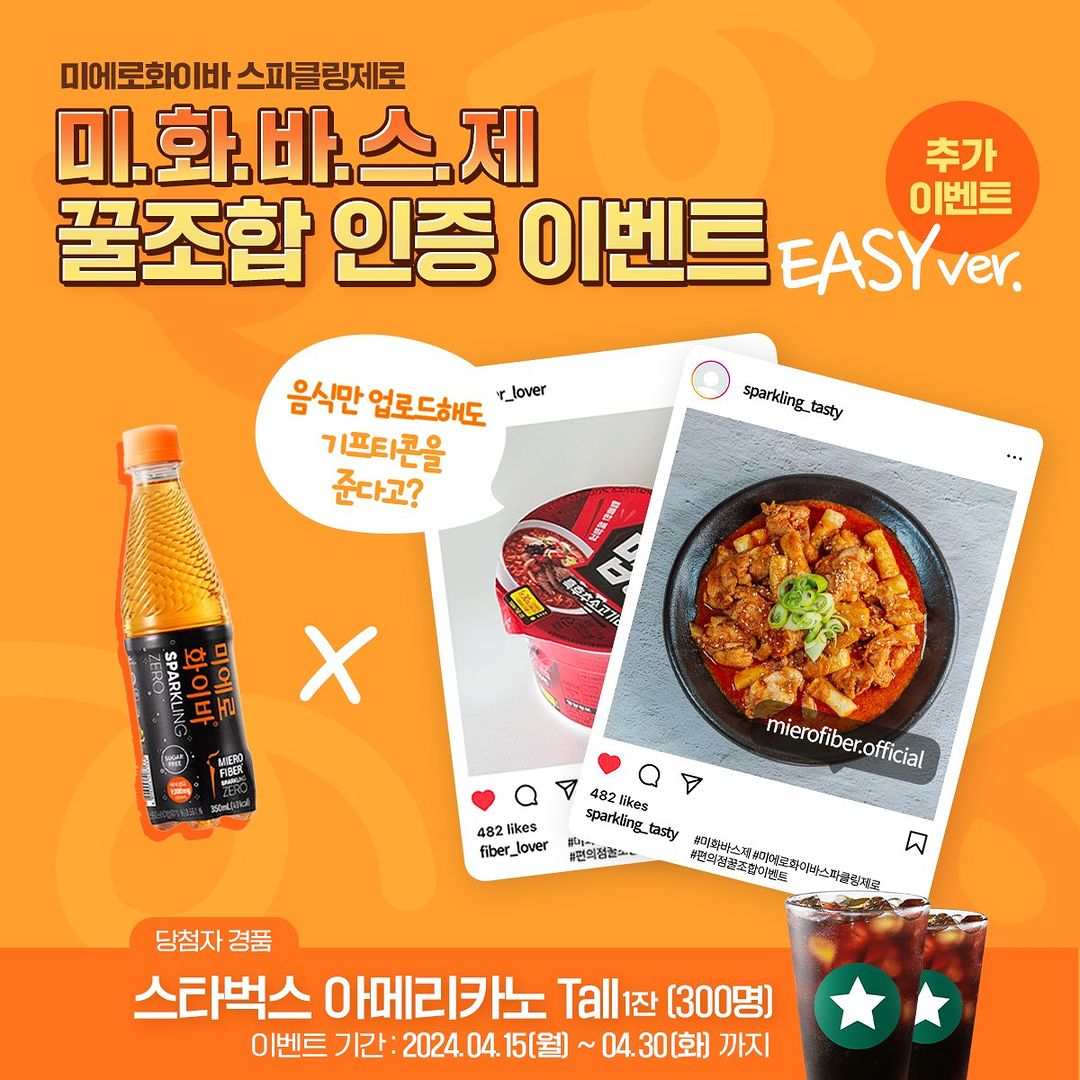 미에로화이바 스파클링제로
미.화.바.스.제
꿀조합 인증 이벤트
EASY ver.
추가
이벤트
음식만 업로드해도
기프티콘을
준다고?
r_lover
sparkling_tasty
미에로
화이바
SPARKLING
ZERO
SUGAR
FREE
MIERO
FIBER
SPARKLING
ZERO
350mL
mierofiber.official
482 likes
fiber_lover
#편의점꿀조
482 likes
sparkling_tasty
#미화바스제 #미에로화이바스파클링제로
#편의점꿀조합이벤트
당첨자 경품
스타벅스 아메리카노 Tall 1잔 (300명)
이벤트 기간 : 2024.04.15(월) ~ 04.30(화) 까지